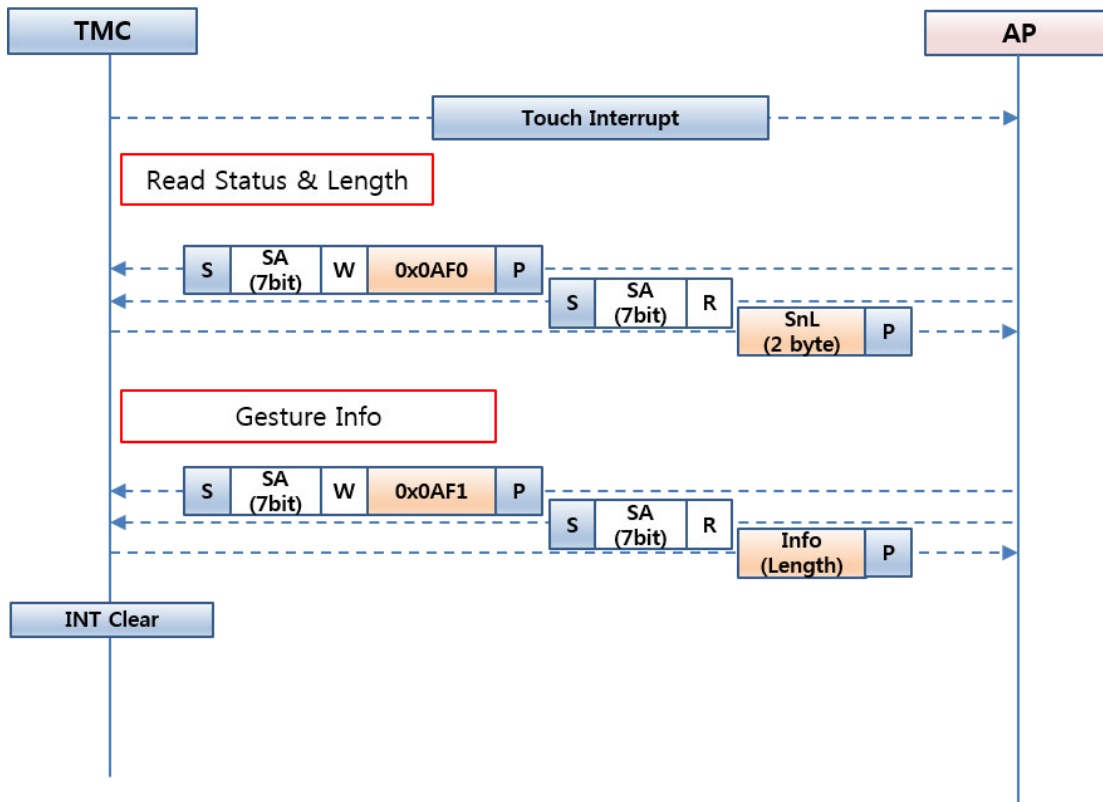 TMC
AP
Touch Interrupt
Read Status & Length
S
SA
(7bit)
W
0x0AF0
P
S
SA
(7bit)
R
SnL
(2 byte)
P
Gesture Info
S
SA
(7bit)
W
0x0AF1
P
S
SA
(7bit)
R
Info
(Length)
P
INT Clear